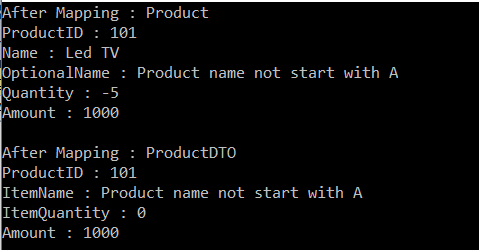 After Mapping : Product
ProductID : 101
Name : Led TV
OptionalName : Product name not start with A
Quantity : -5
Amount : 1000
After Mapping : ProductDTO
ProductID : 101
ItemName : Product name not start with A
ItemQuantity : 0
Amount : 1000